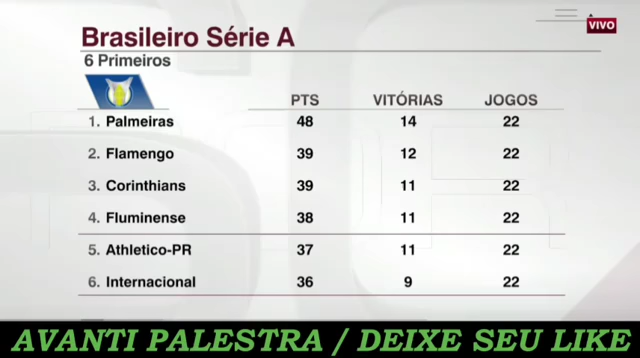 VIVO
Brasileiro Série A
6 Primeiros
PTS VITÓRIAS JOGOS
1. Palmeiras 48 14 22
2. Flamengo 39 12 22
3. Corinthians 39 11 22
4. Fluminense 38 11 22
5. Athletico-PR 37 11 22
6. Internacional 36 9 22
AVANTI PALESTRA / DEIXE SEU LIKE